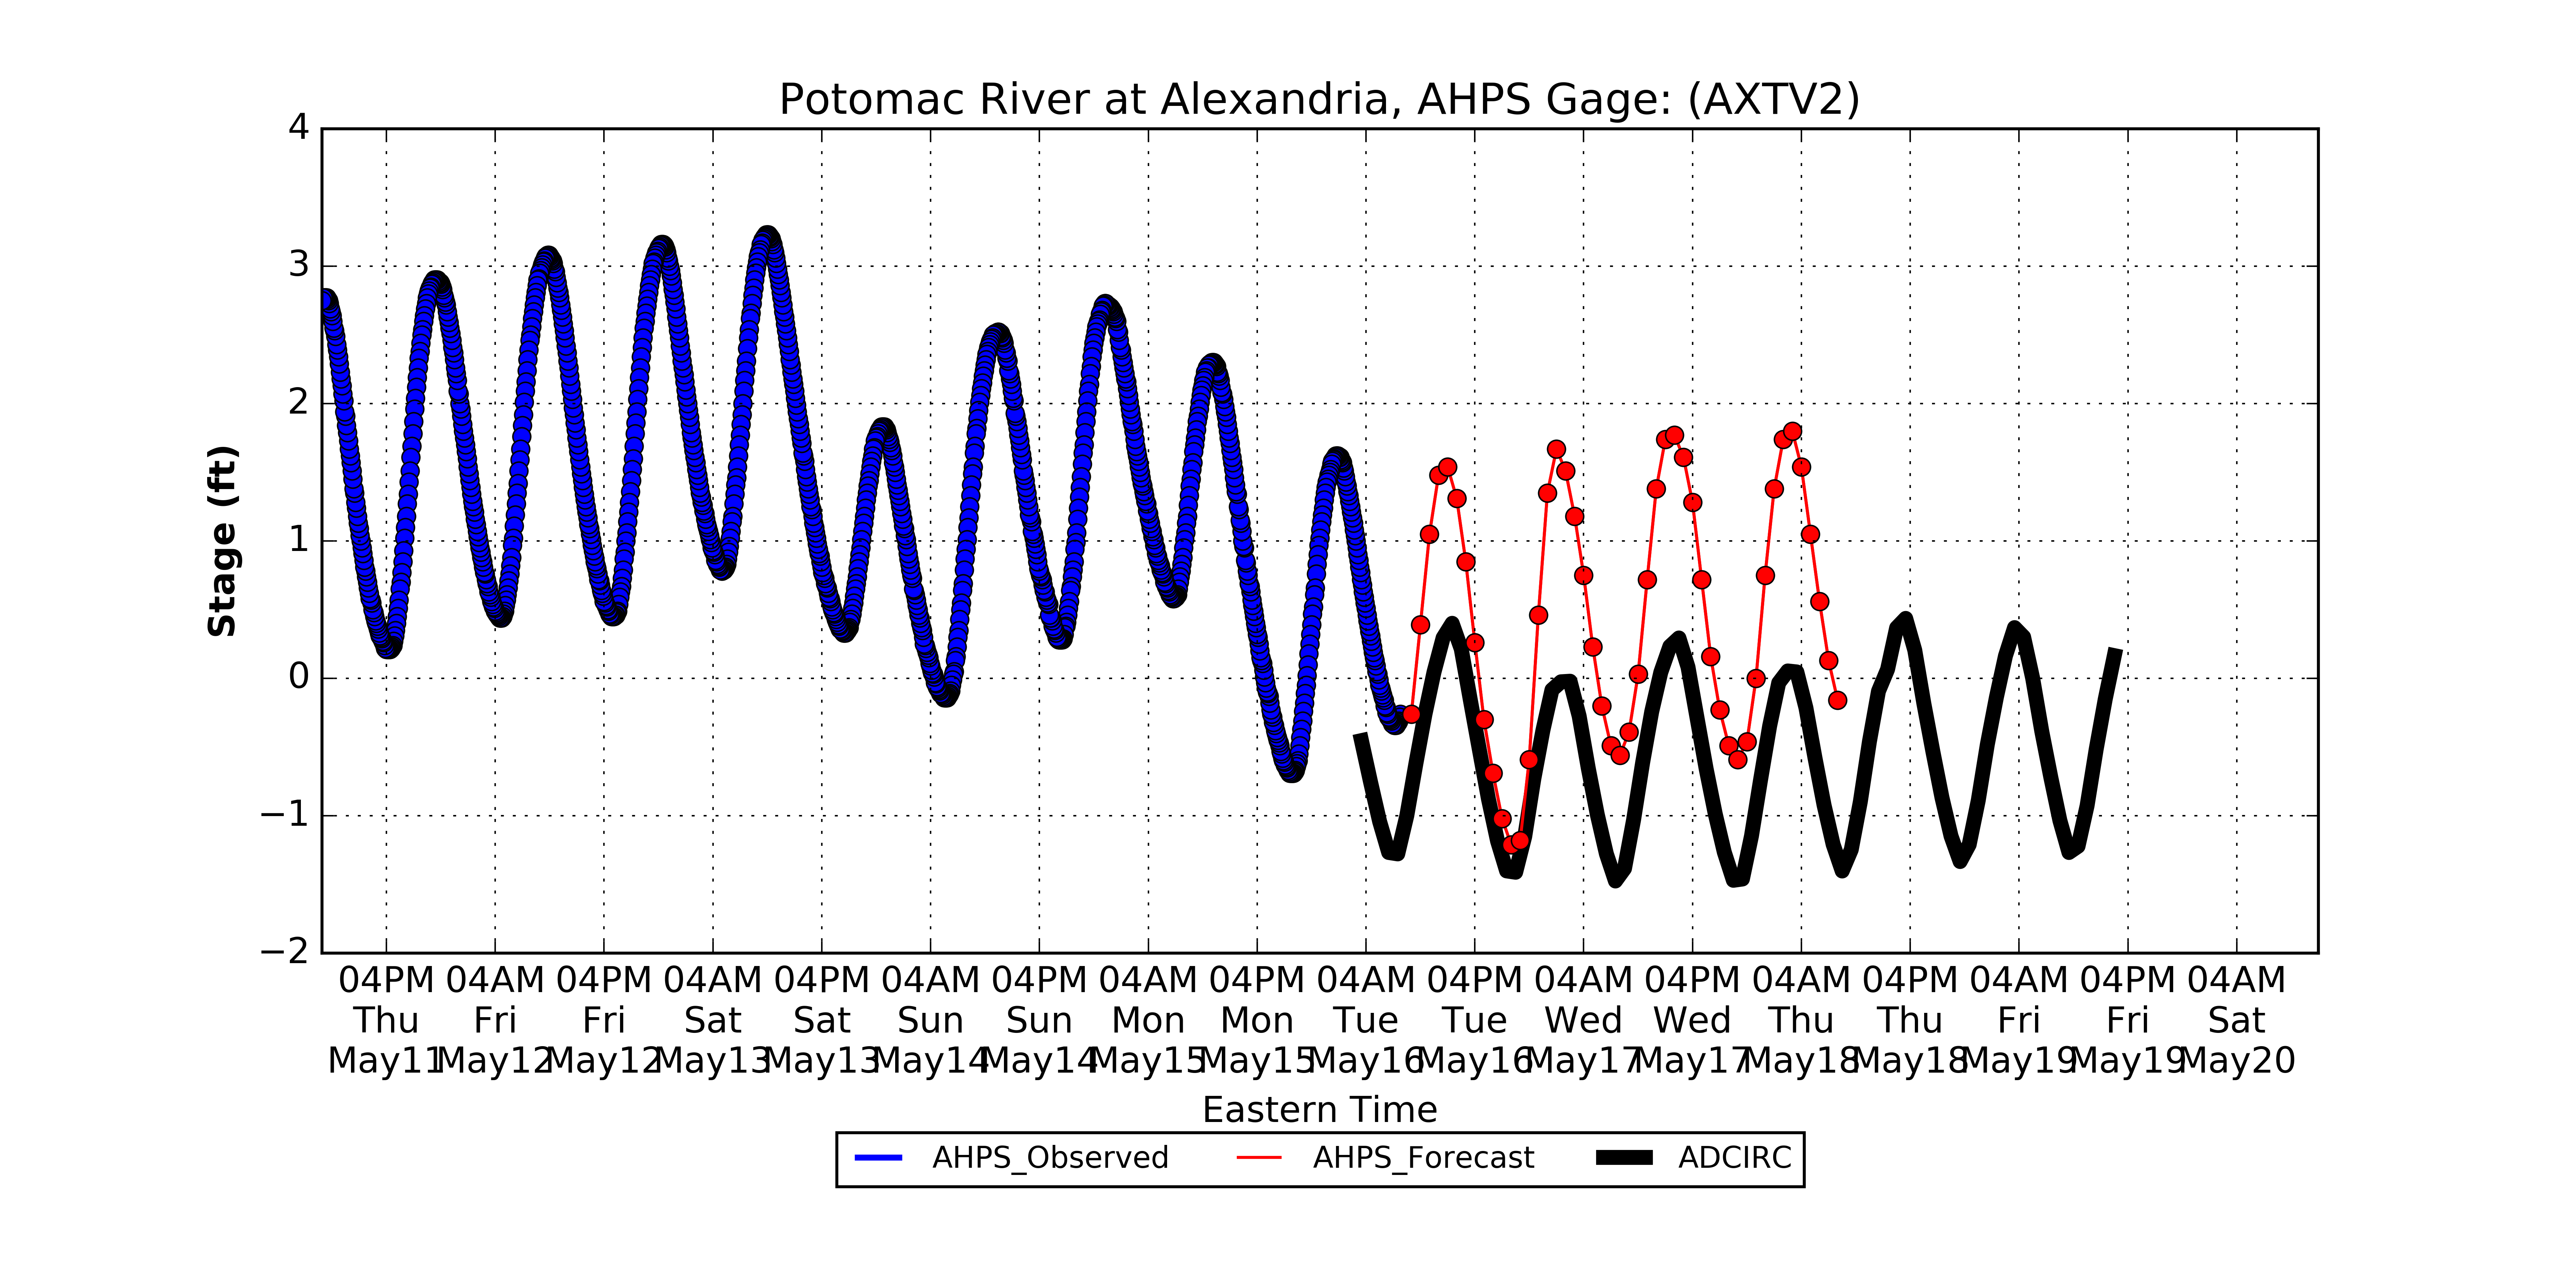 Potomac River at Alexandria, AHPS Gage: (AXTV2)
4
3
2
1
0
−1
−2
Stage (ft)
04PM 04AM 04PM 04AM 04PM 04AM 04PM 04AM 04PM 04AM 04PM 04AM 04PM 04AM 04PM 04AM 04PM 04AM
Thu Fri Fri Sat Sat Sun Sun Mon Mon Tue Tue Wed Wed Thu Thu Fri Fri Sat
May11 May12 May12 May13 May13 May14 May14 May15 May15 May16 May16 May17 May17 May18 May18 May19 May19 May20
Eastern Time
AHPS_Observed AHPS_Forecast ADCIRC